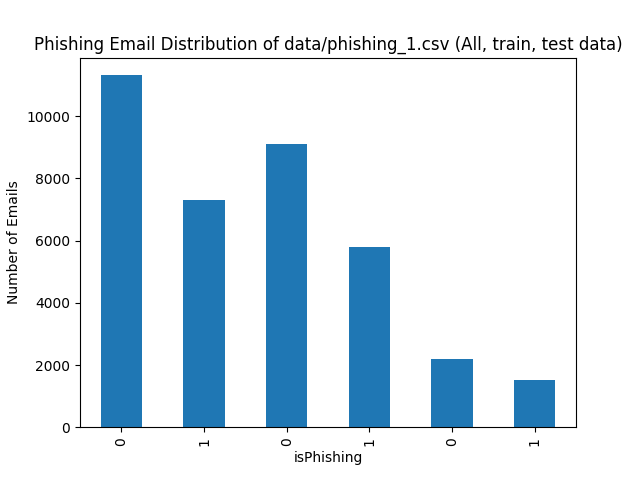 Phishing Email Distribution of data/phishing_1.csv (All, train, test data)
Number of Emails
10000
8000
6000
4000
2000
0
0 1 0 1 0 1
isPhishing